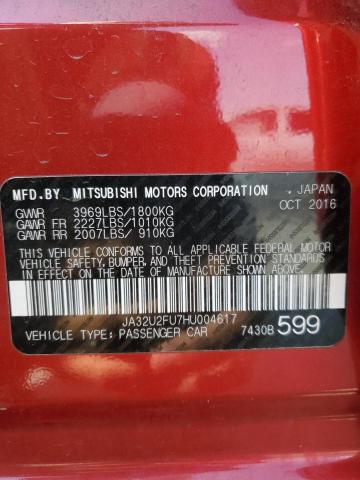 MFD.BY MITSUBISHI MOTORS CORPORATION . JAPAN
GVWR 3969LBS/1800KG OCT 2016
GAWR FR 2227LBS/1010KG
GAWR RR 2007LBS/ 910KG
THIS VEHICLE CONFORMS TO ALL APPLICABLE FEDERAL MOTOR
VEHICLE SAFETY, BUMPER, AND THEFT PREVENTION STANDARDS
IN EFFECT ON THE DATE OF MANUFACTURE SHOWN ABOVE.
JA32U2FU7HU004617
VEHICLE TYPE: PASSENGER CAR 7430B 599